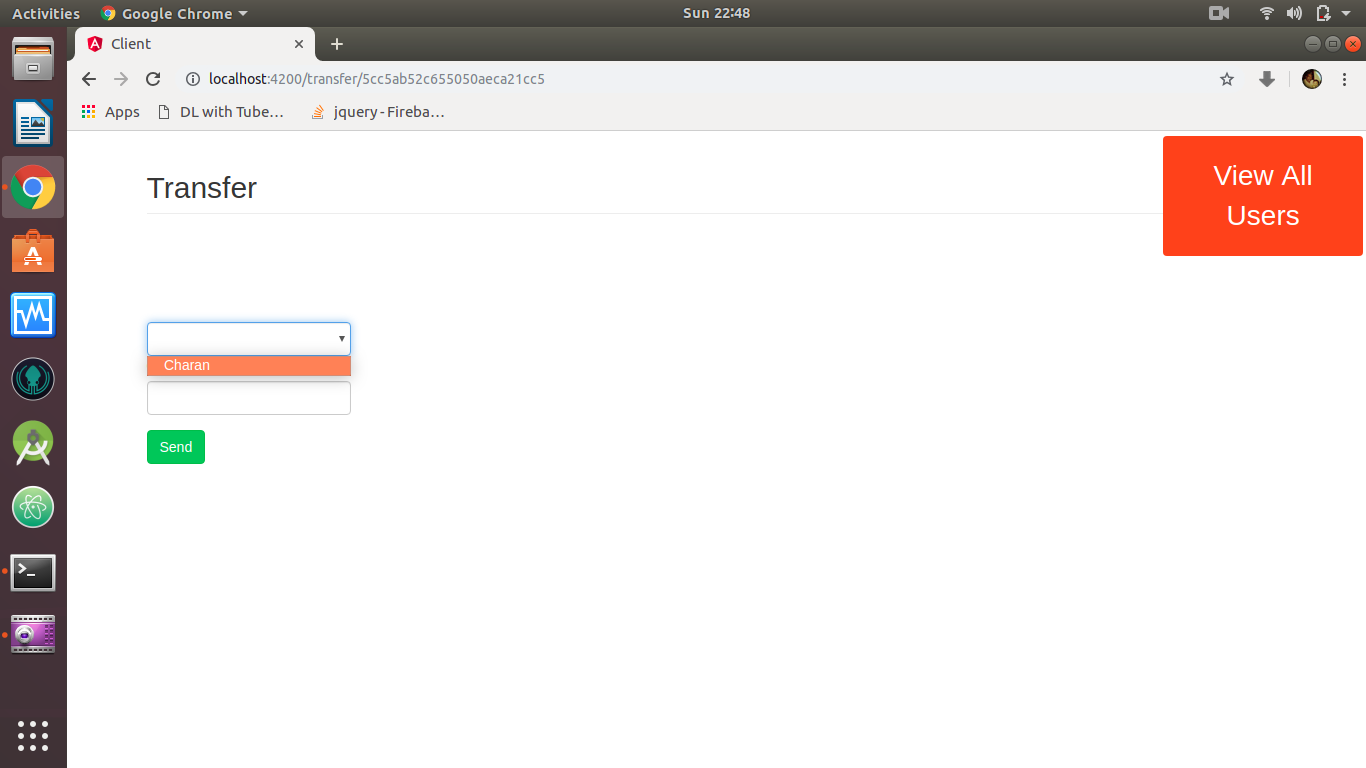 Activities
Google Chrome
Sun 22:48
Client
localhost:4200/transfer/5cc5ab52c655050aeca21cc5
Apps
DL with Tube…
jquery - Fireba…
Transfer
View All
Users
Charan
Send